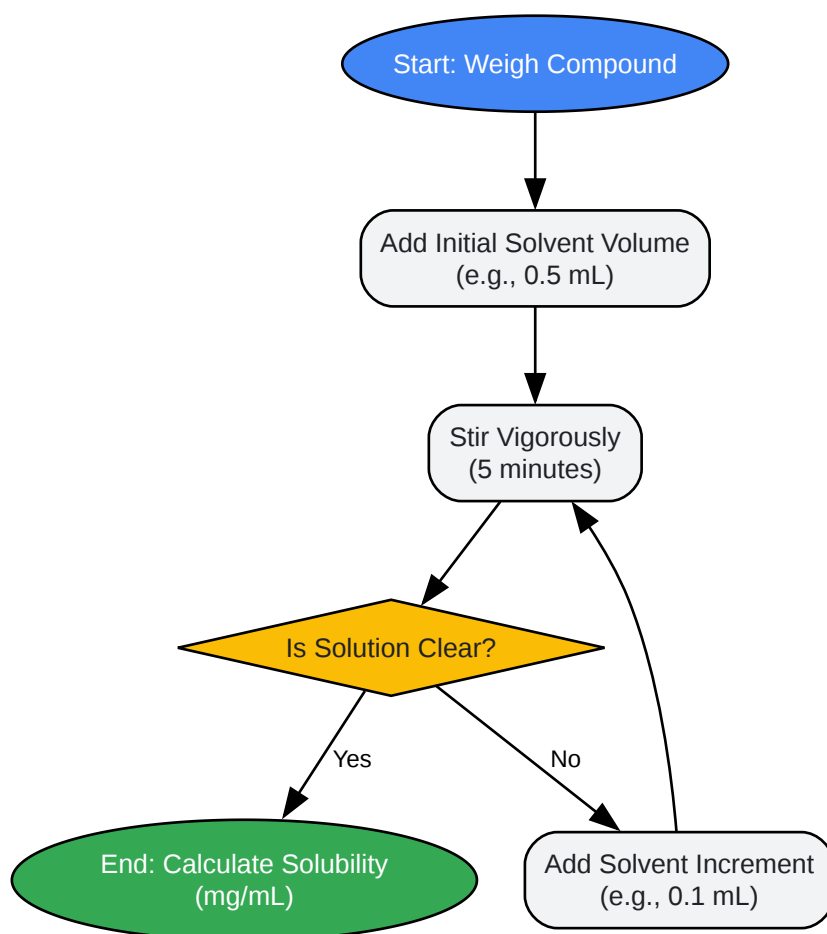 Start: Weigh Compound
Add Initial Solvent Volume
(e.g., 0.5 mL)
Stir Vigorously
(5 minutes)
Is Solution Clear?
Yes
No
End: Calculate Solubility
(mg/mL)
Add Solvent Increment
(e.g., 0.1 mL)